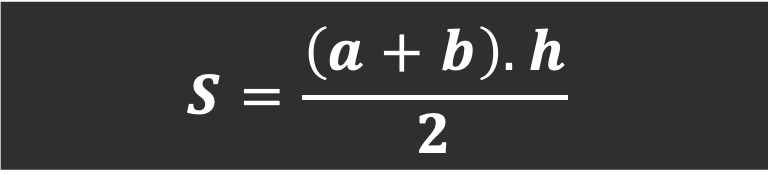 S = (a + b). h
2